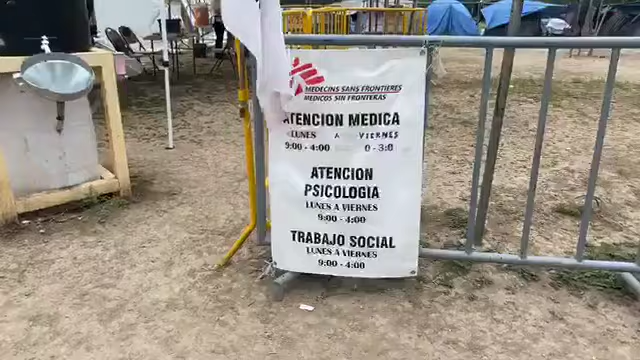 MEDECINS SANS FRONTIERES
MEDICOS SIN FRONTERAS
ATENCION MEDICA
LUNES A VIERNES
9:00 - 4:00
ATENCION
PSICOLOGIA
LUNES A VIERNES
9:00 - 4:00
TRABAJO SOCIAL
LUNES A VIERNES
9:00 - 4:00